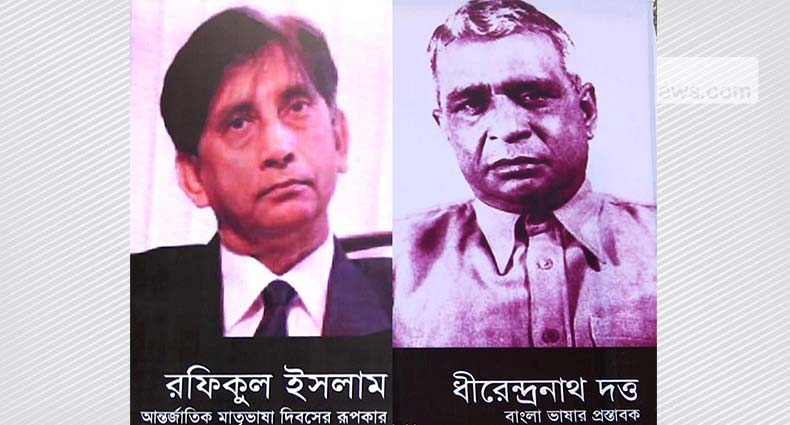 ews.com
রফিকুল ইসলাম
আন্তর্জাতিক মাতৃভাষা দিবসের রূপকার
ধীরেন্দ্রনাথ দত্ত
বাংলা ভাষার প্রস্তাবক